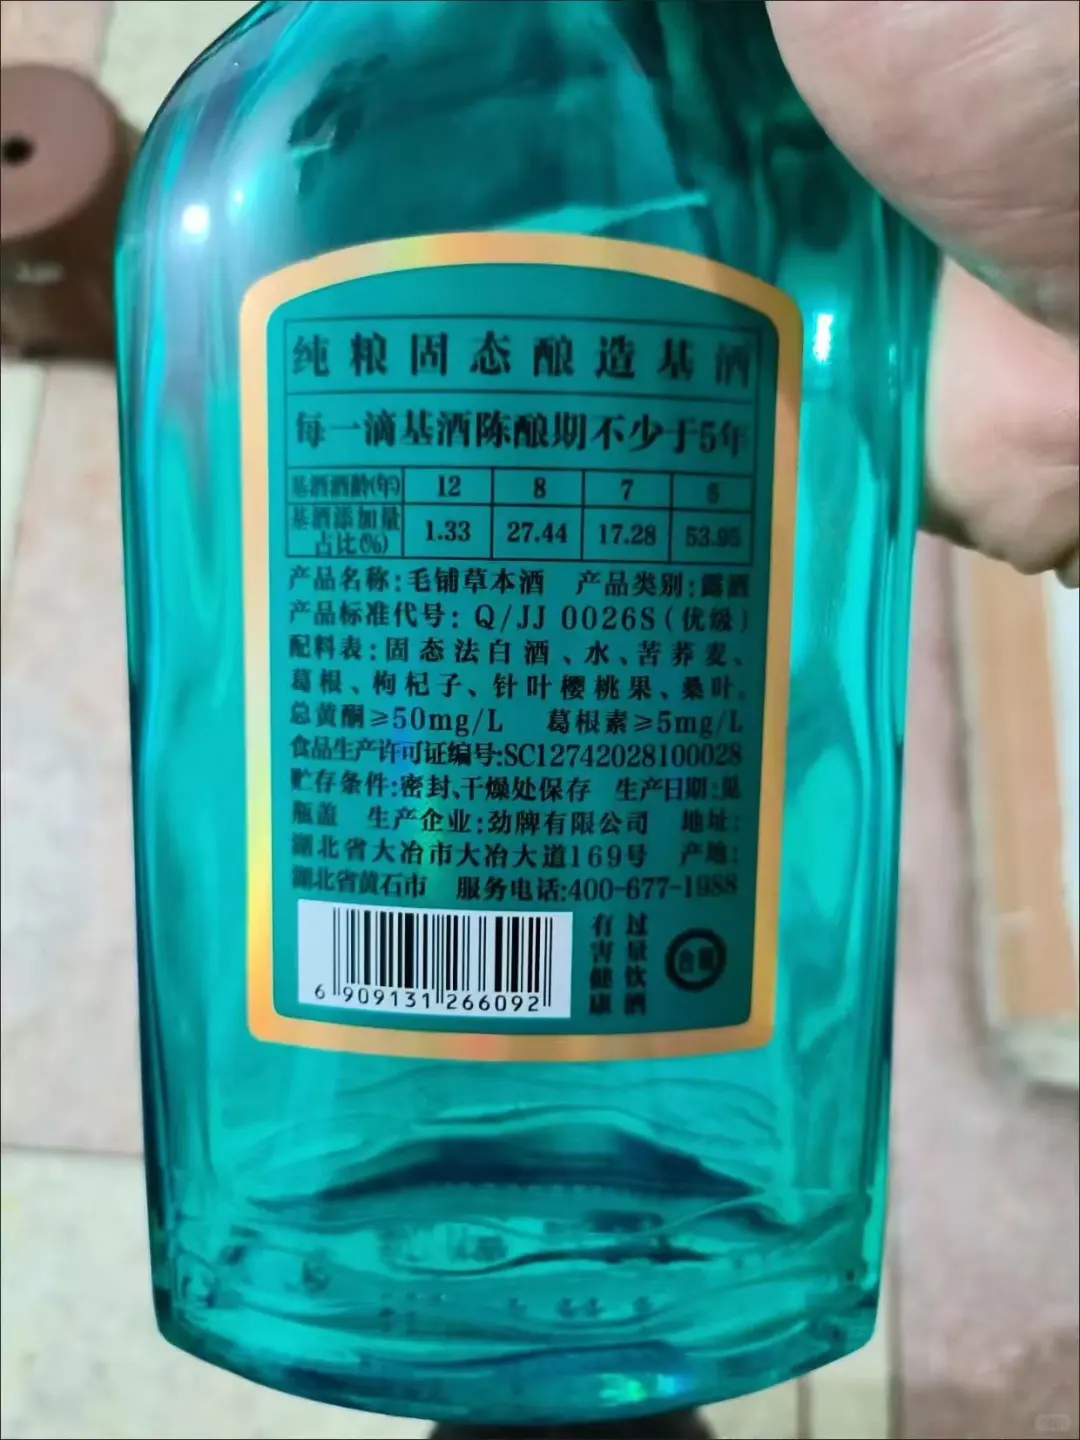 纯粮固态酿造基酒
每一滴基酒陈酿期不少于5年
基酒酒龄(年) 12 8 7 5
基酒添加量占比(%) 1.33 27.44 17.28 53.95
产品名称:毛铺草本酒 产品类别:露酒
产品标准代号: Q/JJ 0026S(优级)
配料表:固态法白酒、水、苦荞麦、
葛根、枸杞子、针叶樱桃果、桑叶。
总黄酮≥50mg/L 葛根素≥5mg/L
食品生产许可证编号:SC12742028100028
贮存条件:密封、干燥处保存 生产日期:见
瓶盖 生产企业:劲牌有限公司 地址:
湖北省大冶市大冶大道169号 产地:
湖北省黄石市 服务电话:400-677-1988
过量饮酒
有害健康
6 909131 266092